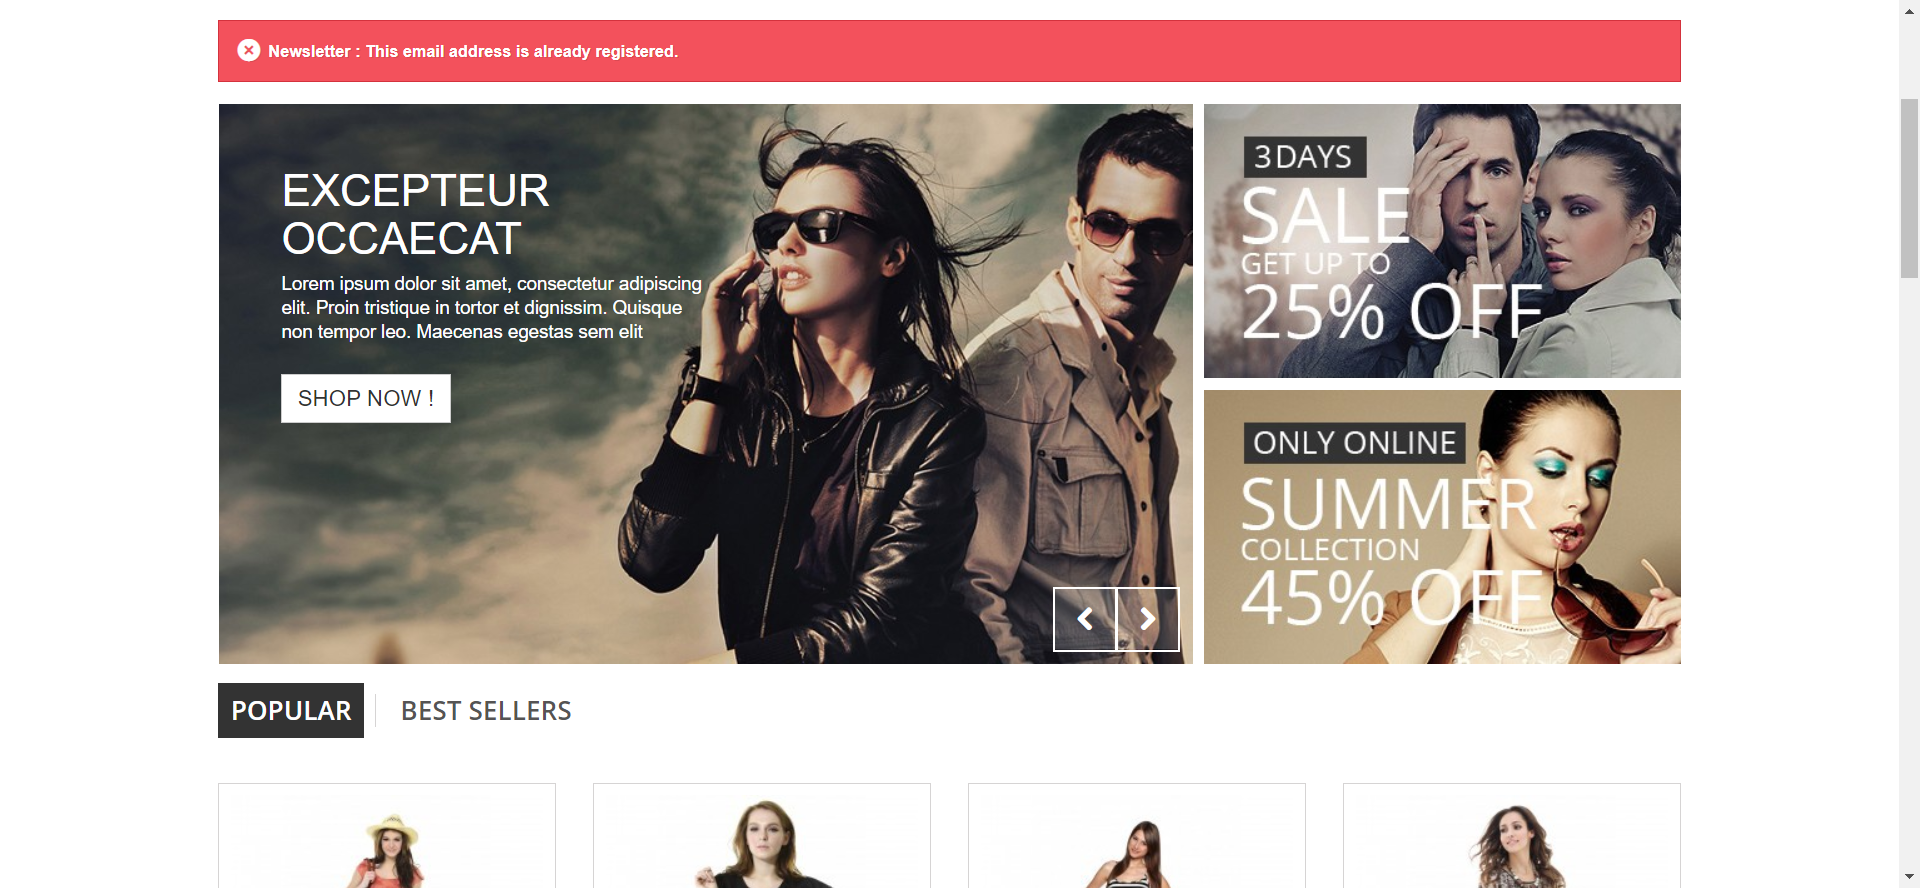 Newsletter : This email address is already registered.
EXCEPTEUR
OCCAECAT
Lorem ipsum dolor sit amet, consectetur adipiscing
elit. Proin tristique in tortor et dignissim. Quisque
non tempor leo. Maecenas egestas sem elit
SHOP NOW !
3 DAYS
SALE
GET UP TO
25% OFF
ONLY ONLINE
SUMMER
COLLECTION
45% OFF
POPULAR
BEST SELLERS